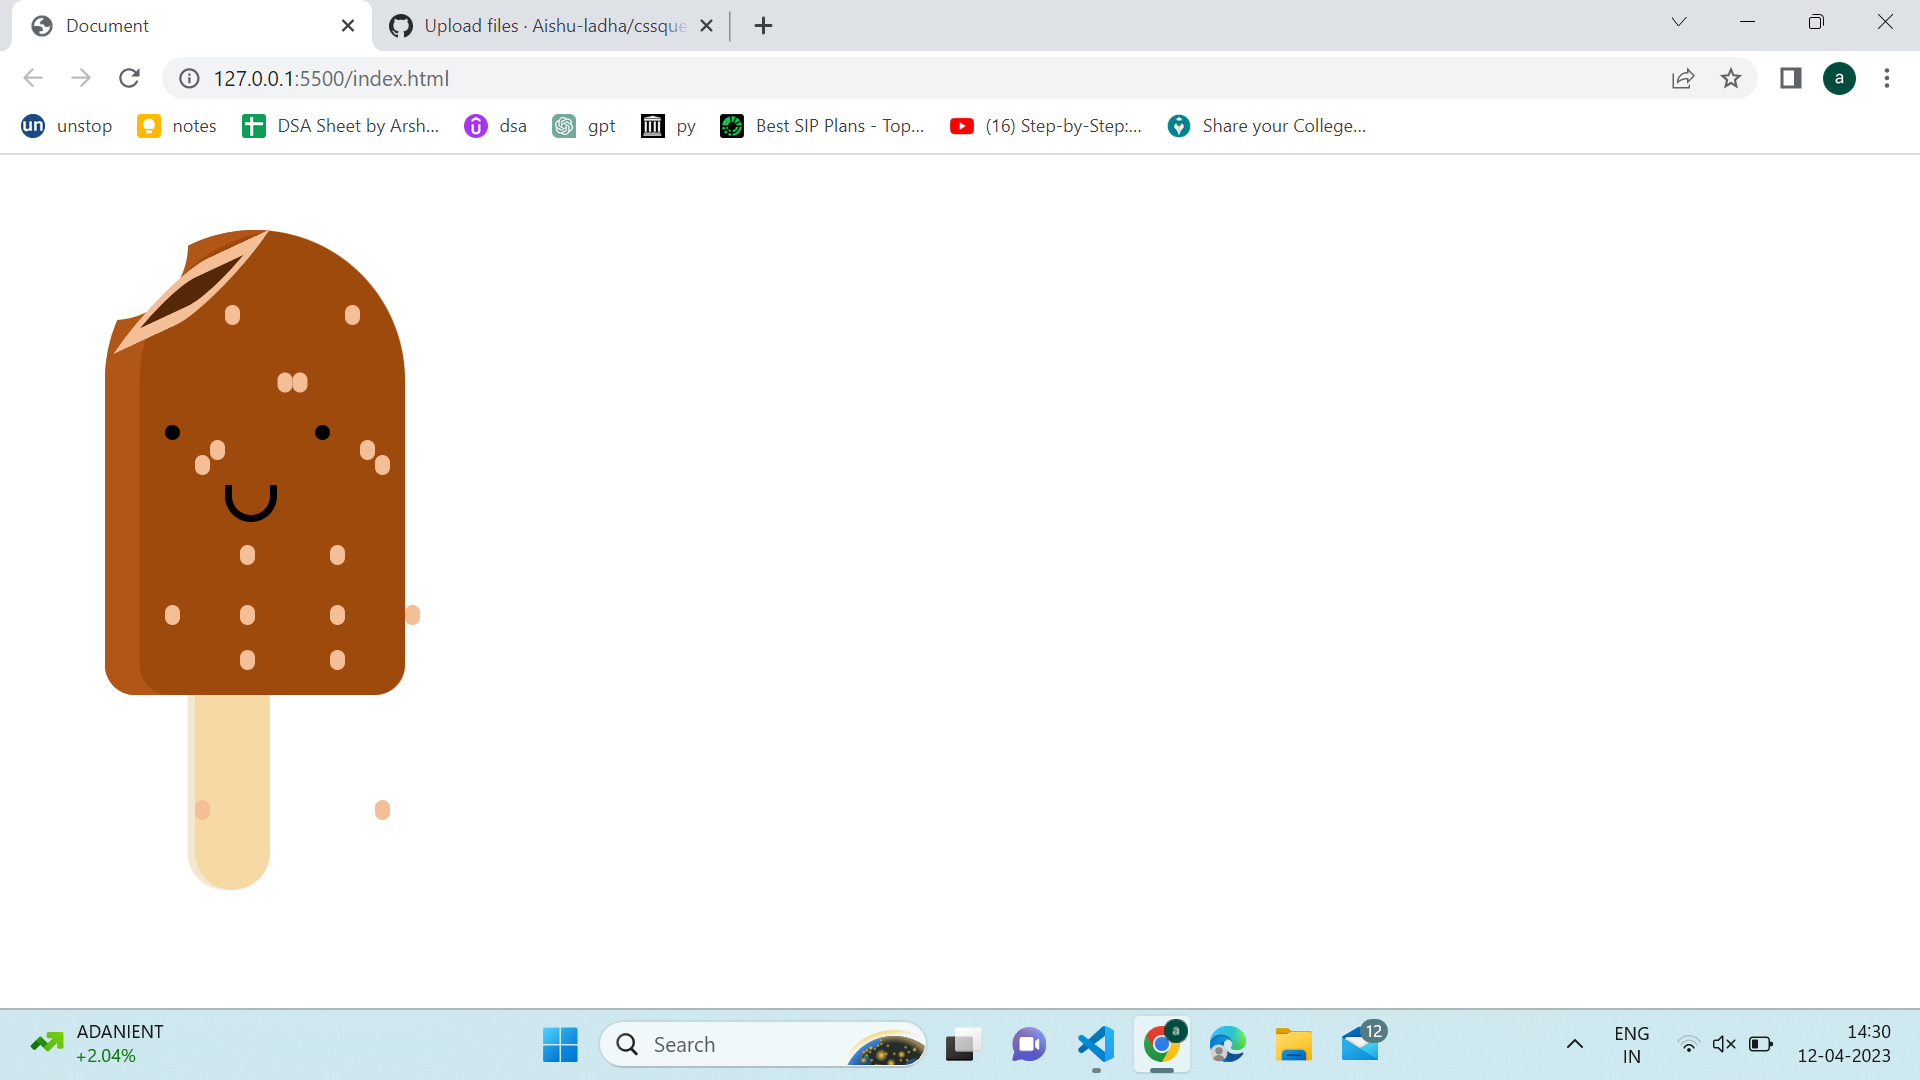 Document
Upload files · Aishu-ladha/cssque
127.0.0.1:5500/index.html
a
un unstop
notes
DSA Sheet by Arsh...
dsa
gpt
py
Best SIP Plans - Top...
(16) Step-by-Step:...
Share your College...
ADANIENT
+2.04%
Search
a
12
ENG
IN
14:30
12-04-2023